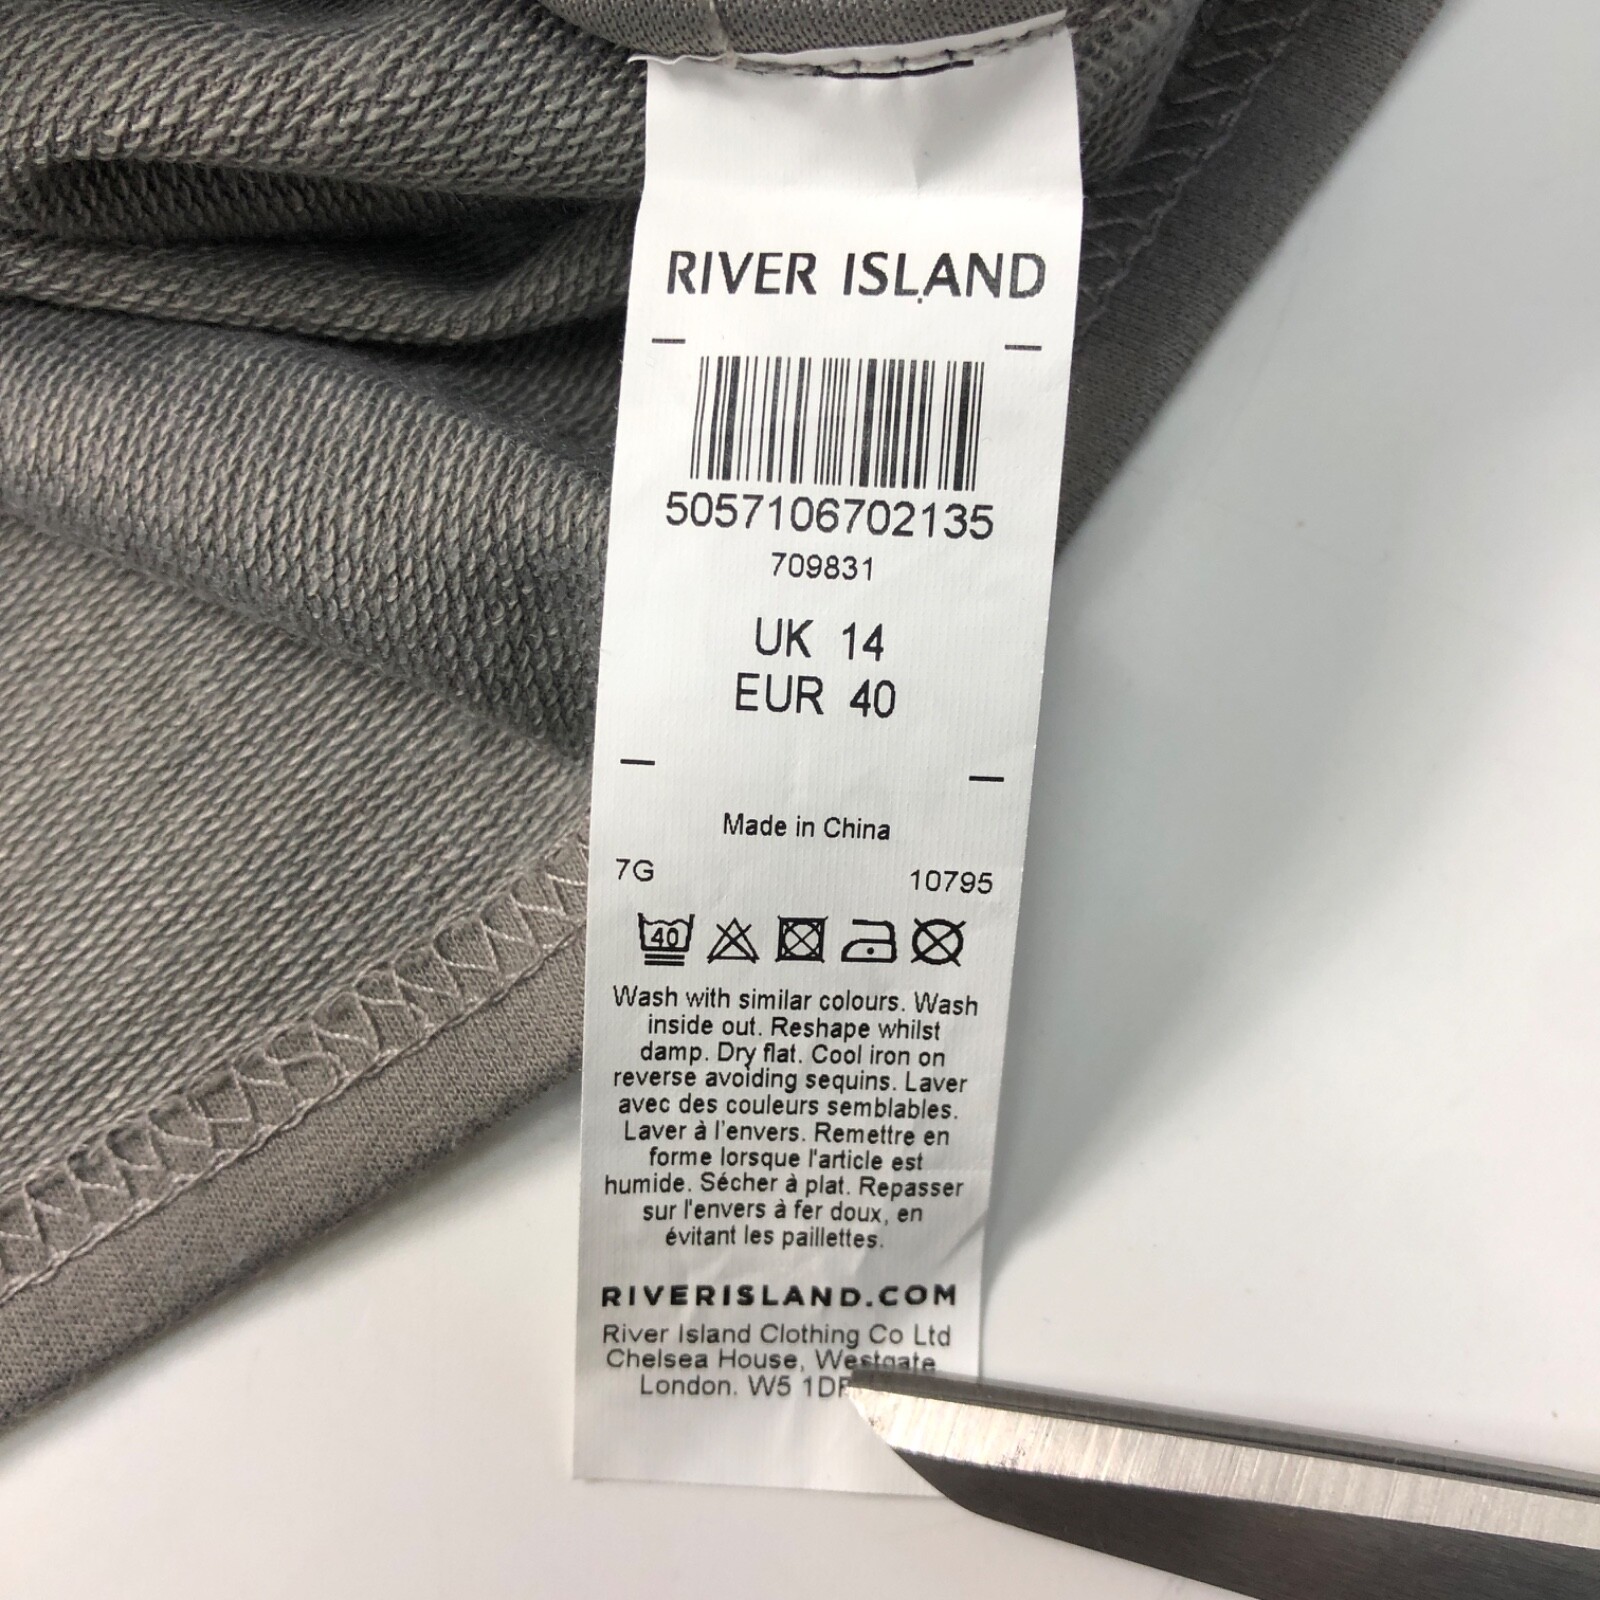 RIVER ISLAND
5057106702135
709831
UK 14
EUR 40
Made in China
7G 10795
40
Wash with similar colours. Wash
inside out. Reshape whilst
damp. Dry flat. Cool iron on
reverse avoiding sequins. Laver
avec des couleurs semblables.
Laver à l'envers. Remettre en
forme lorsque l'article est
humide. Sécher à plat. Repasser
sur l'envers à fer doux, en
évitant les paillettes.
RIVERISLAND.COM
River Island Clothing Co Ltd
Chelsea House, Westgate
London. W5